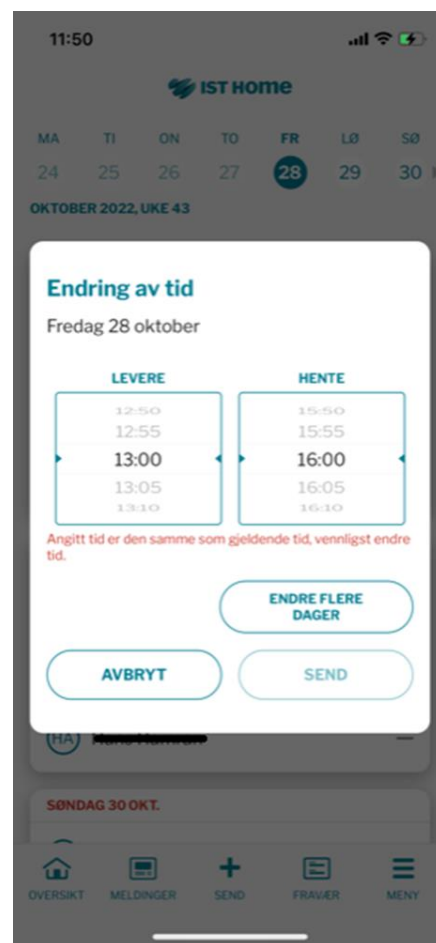 11:50
IST HOme
MA TI ON TO FR LØ SØ
24 25 26 27 28 29 30
OKTOBER 2022, UKE 43
Endring av tid
Fredag 28 oktober
LEVERE HENTE
12:50 15:50
12:55 15:55
13:00 16:00
13:05 16:05
13:10 16:10
Angitt tid er den samme som gjeldende tid, vennligst endre
tid.
ENDRE FLERE
DAGER
AVBRYT SEND
(HA)
SØNDAG 30 OKT.
OVERSIKT MELDINGER SEND FRAVÆR MENY